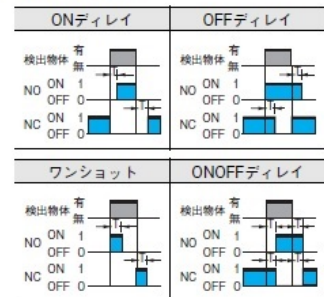 ONディレイ
検出物体 有
無
T
NO ON 1
OFF 0
T
NC ON 1
OFF 0
OFFディレイ
検出物体 有
無
T
NO ON 1
OFF 0
T
NC ON 1
OFF 0
ワンショット
検出物体 有
無
T
NO ON 1
OFF 0
T
NC ON 1
OFF 0
ONOFFディレイ
検出物体 有
無
T T
NO ON 1
OFF 0
T T
NC ON 1
OFF 0